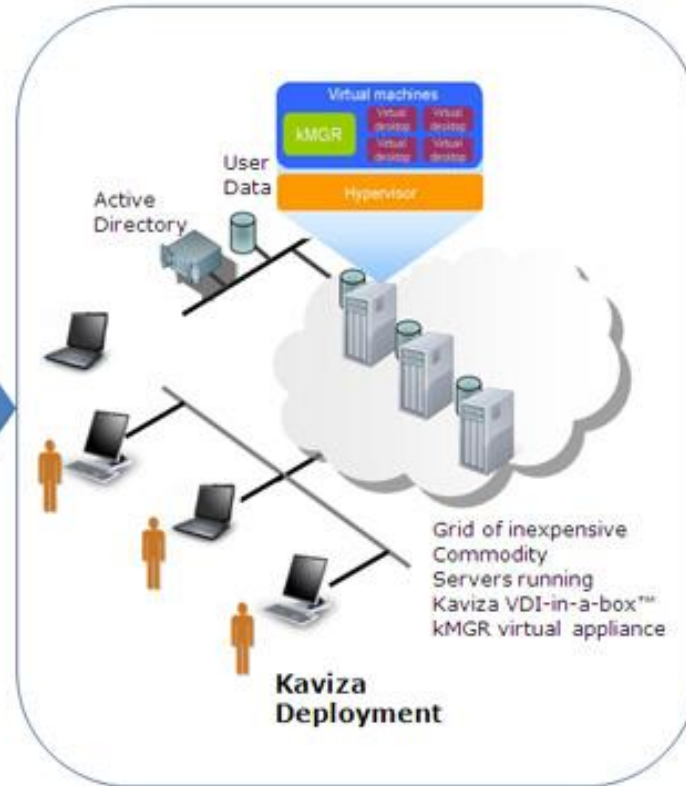 Virtual machines
kMGR
Virtual
desktop
Virtual
desktop
Virtual
desktop
Virtual
desktop
Hypervisor
User
Data
Active
Directory
Grid of inexpensive
Commodity
Servers running
Kaviza VDI-in-a-box™
kMGR virtual appliance
Kaviza
Deployment